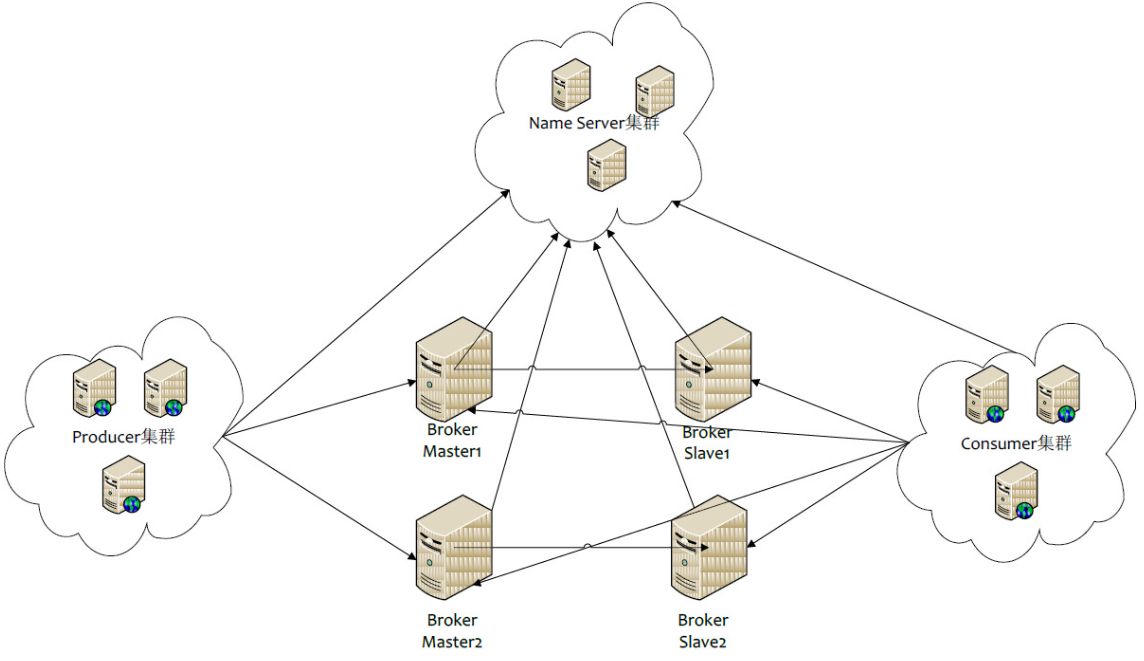 Name Server集群
Producer集群
Broker
Master1
Broker
Slave1
Consumer集群
Broker
Master2
Broker
Slave2